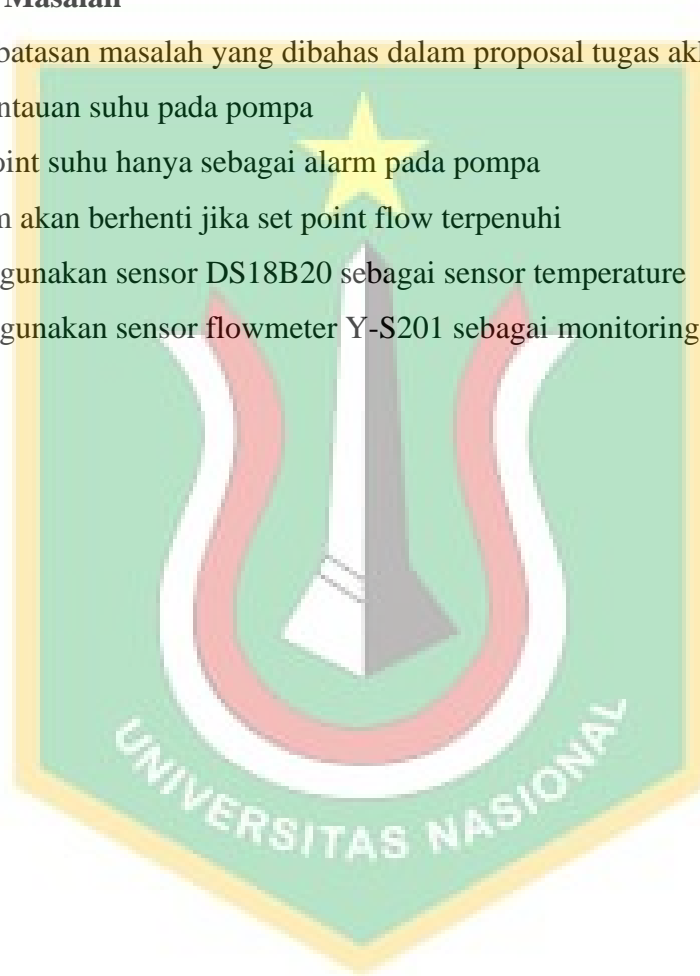 Masalah
batasan masalah yang dibahas dalam proposal tugas ak
ntauan suhu pada pompa
oint suhu hanya sebagai alarm pada pompa
n akan berhenti jika set point flow terpenuhi
gunakan sensor DS18B20 sebagai sensor temperature
gunakan sensor flowmeter Y-S201 sebagai monitoring
UNIVERSITAS NASIONAL